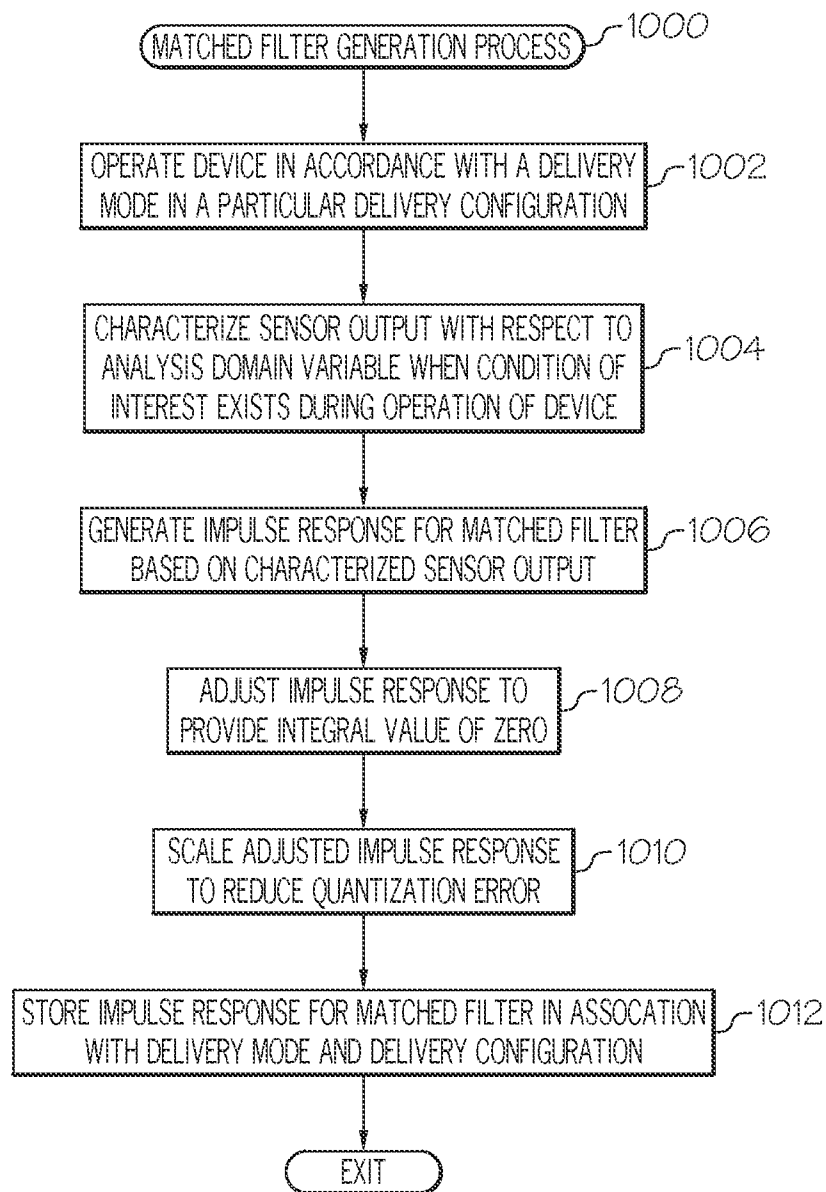 MATCHED FILTER GENERATION PROCESS
1000
OPERATE DEVICE IN ACCORDANCE WITH A DELIVERY
MODE IN A PARTICULAR DELIVERY CONFIGURATION
1002
CHARACTERIZE SENSOR OUTPUT WITH RESPECT TO
ANALYSIS DOMAIN VARIABLE WHEN CONDITION OF
INTEREST EXISTS DURING OPERATION OF DEVICE
1004
GENERATE IMPULSE RESPONSE FOR MATCHED FILTER
BASED ON CHARACTERIZED SENSOR OUTPUT
1006
ADJUST IMPULSE RESPONSE TO
PROVIDE INTEGRAL VALUE OF ZERO
1008
SCALE ADJUSTED IMPULSE RESPONSE
TO REDUCE QUANTIZATION ERROR
1010
STORE IMPULSE RESPONSE FOR MATCHED FILTER IN ASSOCATION
WITH DELIVERY MODE AND DELIVERY CONFIGURATION
1012
EXIT